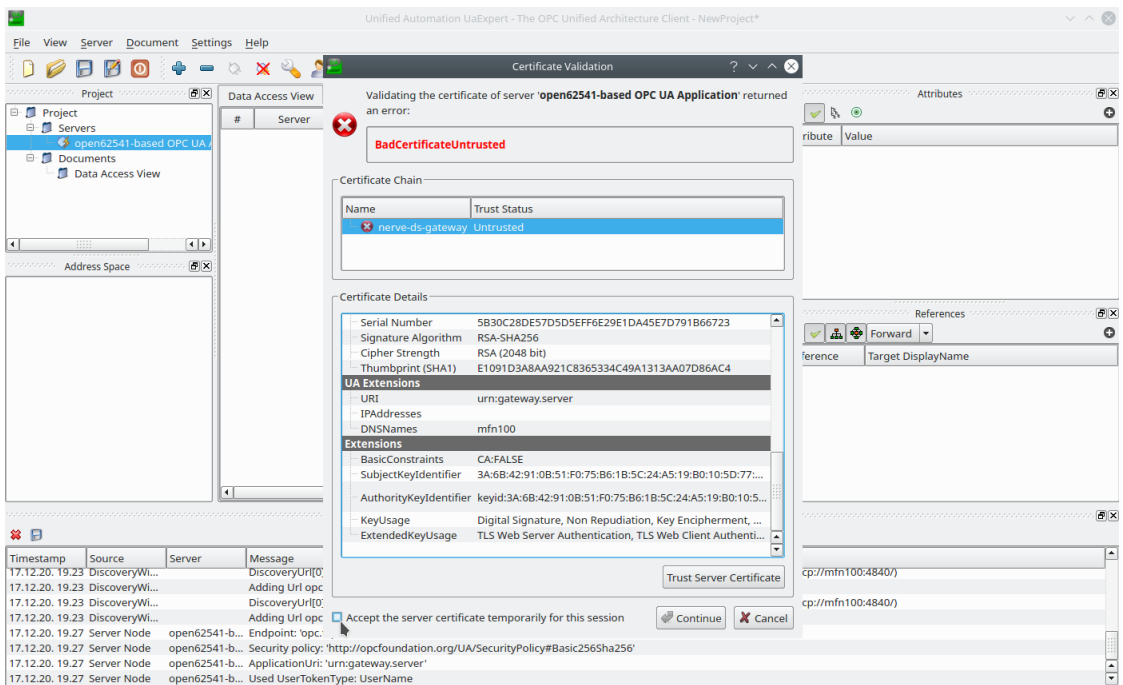 Unified Automation UaExpert - The OPC Unified Architecture Client - NewProject*
File View Server Document Settings Help
Project
Project
Servers
open62541-based OPC UA
Documents
Data Access View
Address Space
Data Access View
# Server
Certificate Validation
Validating the certificate of server 'open62541-based OPC UA Application' returned
an error:
BadCertificateUntrusted
Certificate Chain
Name Trust Status
nerve-ds-gateway Untrusted
Certificate Details
Serial Number 5B30C28DE57D5D5EFF6E29E1DA45E7D791B66723
Signature Algorithm RSA-SHA256
Cipher Strength RSA (2048 bit)
Thumbprint (SHA1) E1091D3A8AA921C8365334C49A1313AA07D86AC4
UA Extensions
URI urn:gateway.server
IPAddresses
DNSNames mfn100
Extensions
BasicConstraints CA:FALSE
SubjectKeyIdentifier 3A:6B:42:91:0B:51:F0:75:B6:1B:5C:24:A5:19:B0:10:5D:77:...
AuthorityKeyIdentifier keyid:3A:6B:42:91:0B:51:F0:75:B6:1B:5C:24:A5:19:B0:10:5...
KeyUsage Digital Signature, Non Repudiation, Key Encipherment, ...
ExtendedKeyUsage TLS Web Server Authentication, TLS Web Client Authenti...
Trust Server Certificate
Accept the server certificate temporarily for this session
Continue Cancel
Attributes
ribute Value
References
Forward
ference Target DisplayName
Timestamp Source Server Message
17.12.20. 19.23 DiscoveryWi... DiscoveryUrl[0 cp://mfn100:4840/)
17.12.20. 19.23 DiscoveryWi... Adding Url opc
17.12.20. 19.23 DiscoveryWi... DiscoveryUrl[0 cp://mfn100:4840/)
17.12.20. 19.23 DiscoveryWi... Adding Url opc
17.12.20. 19.27 Server Node open62541-b... Endpoint: 'opc.
17.12.20. 19.27 Server Node open62541-b... Security policy: 'http://opcfoundation.org/UA/SecurityPolicy#Basic256Sha256'
17.12.20. 19.27 Server Node open62541-b... ApplicationUri: 'urn:gateway.server'
17.12.20. 19.27 Server Node open62541-b... Used UserTokenType: UserName